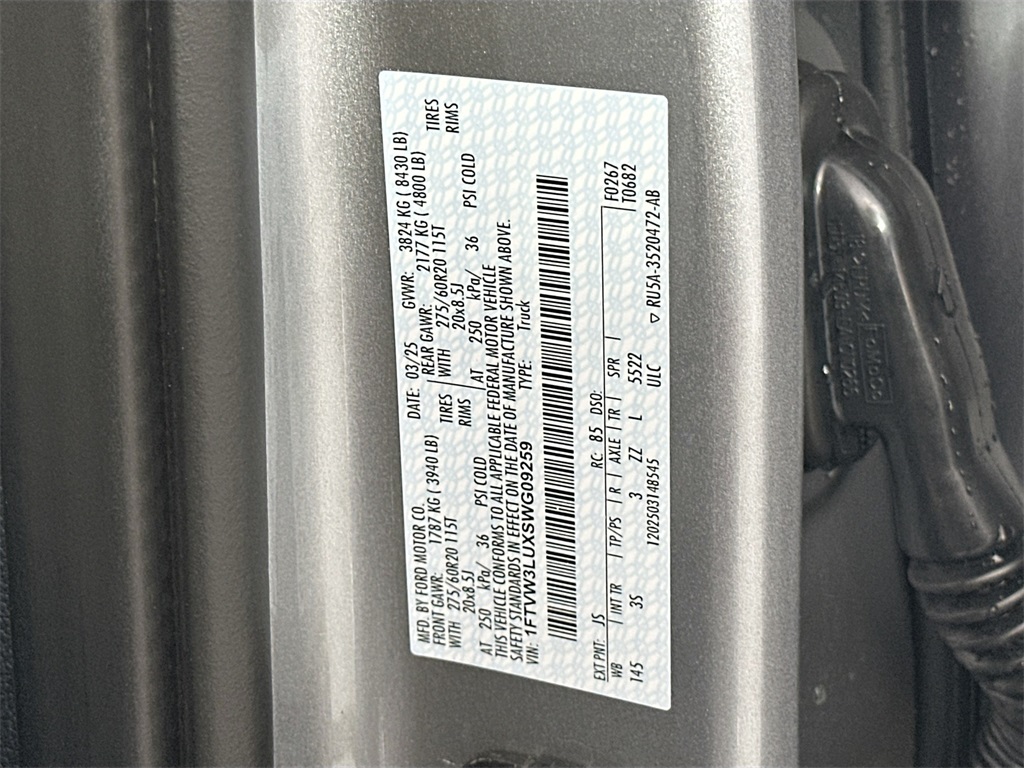 MFD. BY FORD MOTOR CO. DATE: 03/25 GVWR: 3824 KG ( 8430 LB)
FRONT GAWR: 1787 KG ( 3940 LB) REAR GAWR: 2177 KG ( 4800 LB)
WITH 275/60R20 115T TIRES WITH 275/60R20 115T TIRES
20x8.5J RIMS 20x8.5J RIMS
AT 250 kPa/ 36 PSI COLD AT 250 kPa/ 36 PSI COLD
THIS VEHICLE CONFORMS TO ALL APPLICABLE FEDERAL MOTOR VEHICLE
SAFETY STANDARDS IN EFFECT ON THE DATE OF MANUFACTURE SHOWN ABOVE.
VIN: 1FTVW3LUXSWG09259 TYPE: Truck
EXT PNT: JS RC: 85 DSO: F0267
WB INT TR TP/PS R AXLE TR SPR T0682
145 3S 3 ZZ L 5522
12025031485​45 ULC ▽ RU5A-3520472-AB